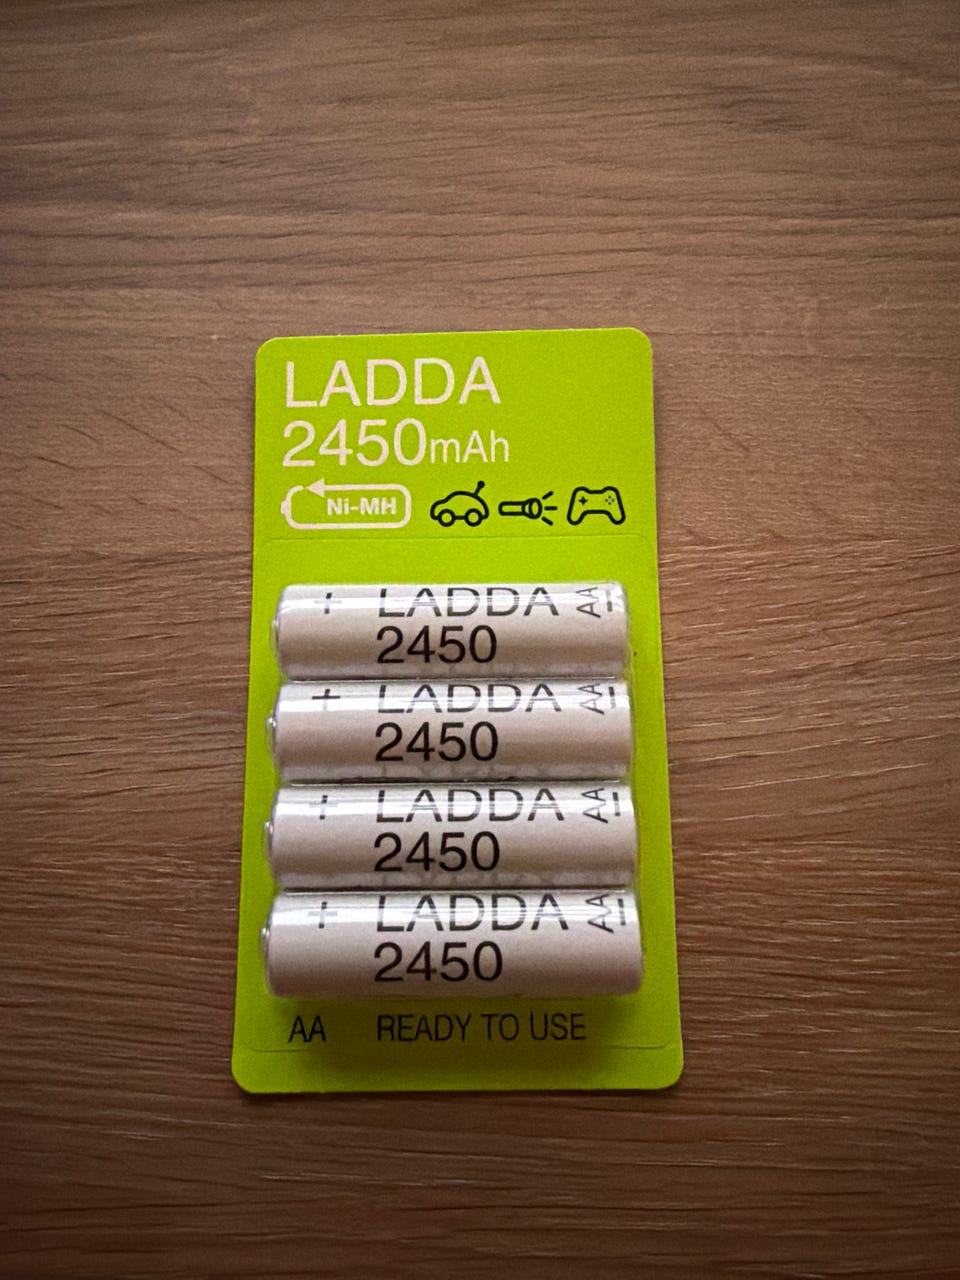 LADDA
2450mAh
Ni-MH
+ LADDA AA -
2450
+ LADDA AA -
2450
+ LADDA AA -
2450
+ LADDA AA -
2450
AA READY TO USE